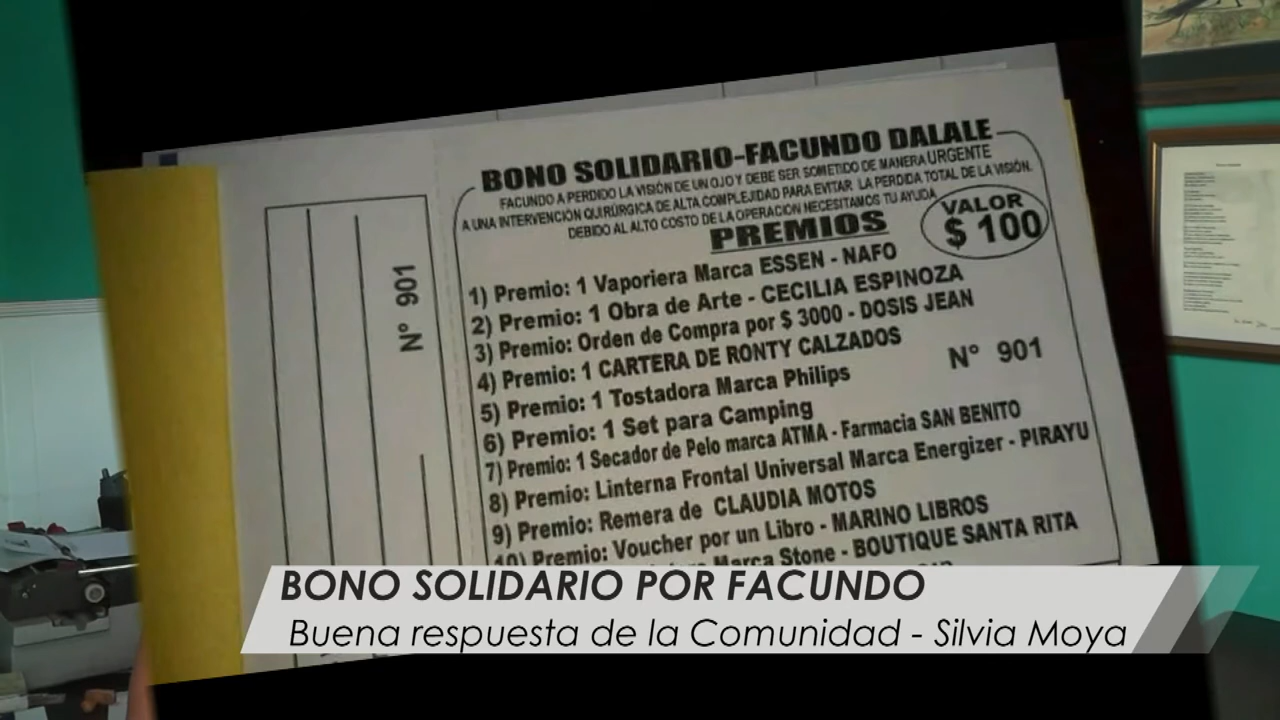 BONO SOLIDARIO-FACUNDO DALALE
FACUNDO A PERDIDO LA VISIÓN DE UN OJO Y DEBE SER SOMETIDO DE MANERA URGENTE
A UNA INTERVENCIÓN QUIRÚRGICA DE ALTA COMPLEJIDAD PARA EVITAR LA PERDIDA TOTAL DE LA VISIÓN.
DEBIDO AL ALTO COSTO DE LA OPERACIÓN NECESITAMOS TU AYUDA
PREMIOS
VALOR
$ 100
1) Premio: 1 Vaporiera Marca ESSEN - NAFO
2) Premio: 1 Obra de Arte - CECILIA ESPINOZA
3) Premio: Orden de Compra por $ 3000 - DOSIS JEAN
4) Premio: 1 CARTERA DE RONTY CALZADOS
5) Premio: 1 Tostadora Marca Philips
6) Premio: 1 Set para Camping
7) Premio: 1 Secador de Pelo marca ATMA - Farmacia SAN BENITO
8) Premio: Linterna Frontal Universal Marca Energizer - PIRAYU
9) Premio: Remera de CLAUDIA MOTOS
10) Premio: Voucher por un Libro - MARINO LIBROS
Marca Stone - BOUTIQUE SANTA RITA
N° 901
N° 901
BONO SOLIDARIO POR FACUNDO
Buena respuesta de la Comunidad - Silvia Moya